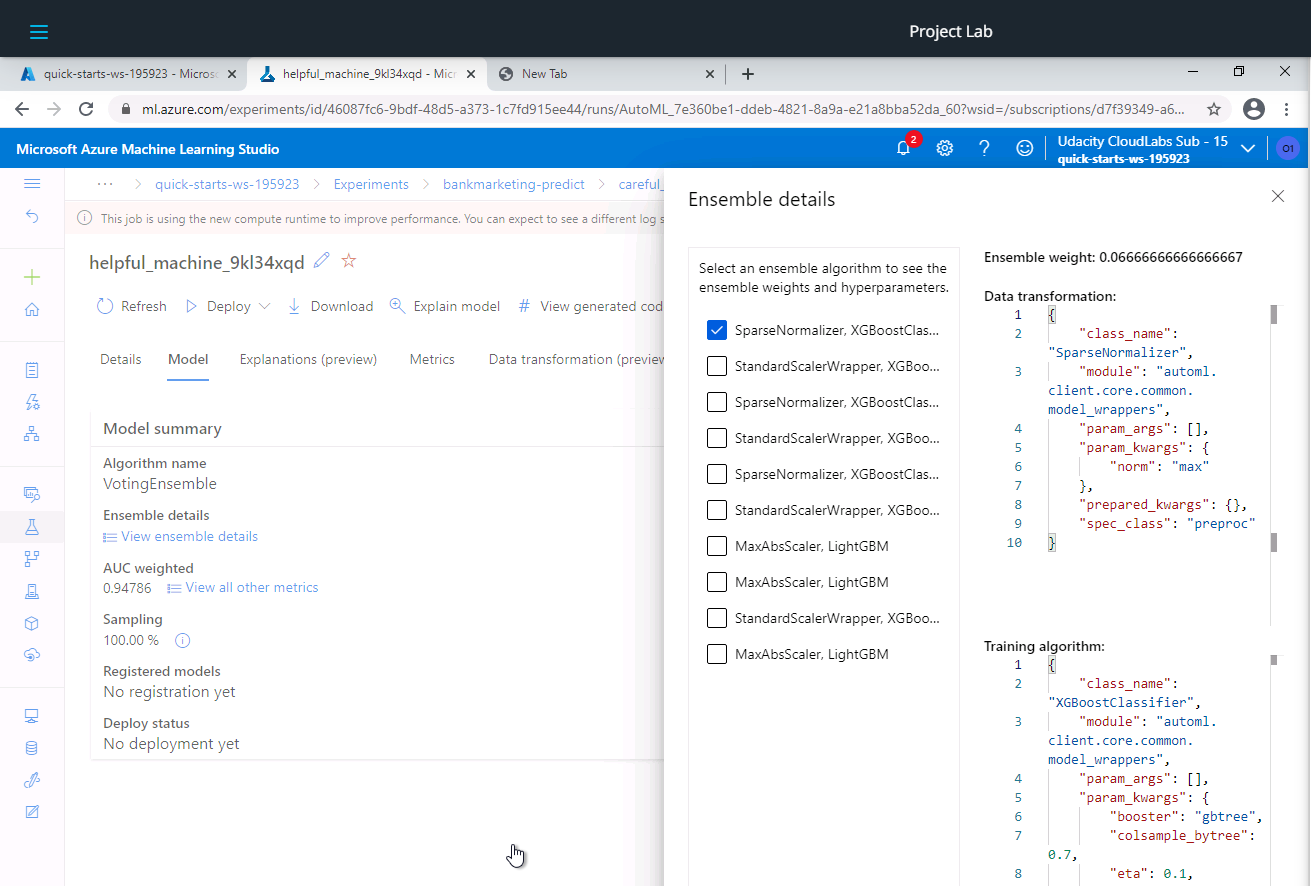 Project Lab
quick-starts-ws-195923 - Micros
helpful_machine_9kl34xqd - Micr
New Tab
ml.azure.com/experiments/id/46087fc6-9bdf-48d5-a373-1c7fd915ee44/runs/AutoML_7e360be1-ddeb-4821-8a9a-e21a8bba52da_60?wsid=/subscriptions/d7f39349-a6...
Microsoft Azure Machine Learning Studio
2
Udacity CloudLabs Sub - 15
quick-starts-ws-195923
O1
... > quick-starts-ws-195923 > Experiments > bankmarketing-predict > careful_
This job is using the new compute runtime to improve performance. You can expect to see a different log s
helpful_machine_9kl34xqd
Refresh Deploy Download Explain model # View generated cod
Details Model Explanations (preview) Metrics Data transformation (preview
Model summary
Algorithm name
VotingEnsemble
Ensemble details
View ensemble details
AUC weighted
0.94786 View all other metrics
Sampling
100.00 %
Registered models
No registration yet
Deploy status
No deployment yet
Ensemble details
Select an ensemble algorithm to see the
ensemble weights and hyperparameters.
SparseNormalizer, XGBoostClas...
StandardScalerWrapper, XGBoo...
SparseNormalizer, XGBoostClas...
StandardScalerWrapper, XGBoo...
SparseNormalizer, XGBoostClas...
StandardScalerWrapper, XGBoo...
MaxAbsScaler, LightGBM
MaxAbsScaler, LightGBM
StandardScalerWrapper, XGBoo...
MaxAbsScaler, LightGBM
Ensemble weight: 0.06666666666666667
Data transformation:
1 {
2 "class_name":
"SparseNormalizer",
3 "module": "automl.
client.core.common.
model_wrappers",
4 "param_args": [],
5 "param_kwargs": {
6 "norm": "max"
7 },
8 "prepared_kwargs": {},
9 "spec_class": "preproc"
10 }
Training algorithm:
1 {
2 "class_name":
"XGBoostClassifier",
3 "module": "automl.
client.core.common.
model_wrappers",
4 "param_args": [],
5 "param_kwargs": {
6 "booster": "gbtree",
7 "colsample_bytree":
0.7,
8 "eta": 0.1,